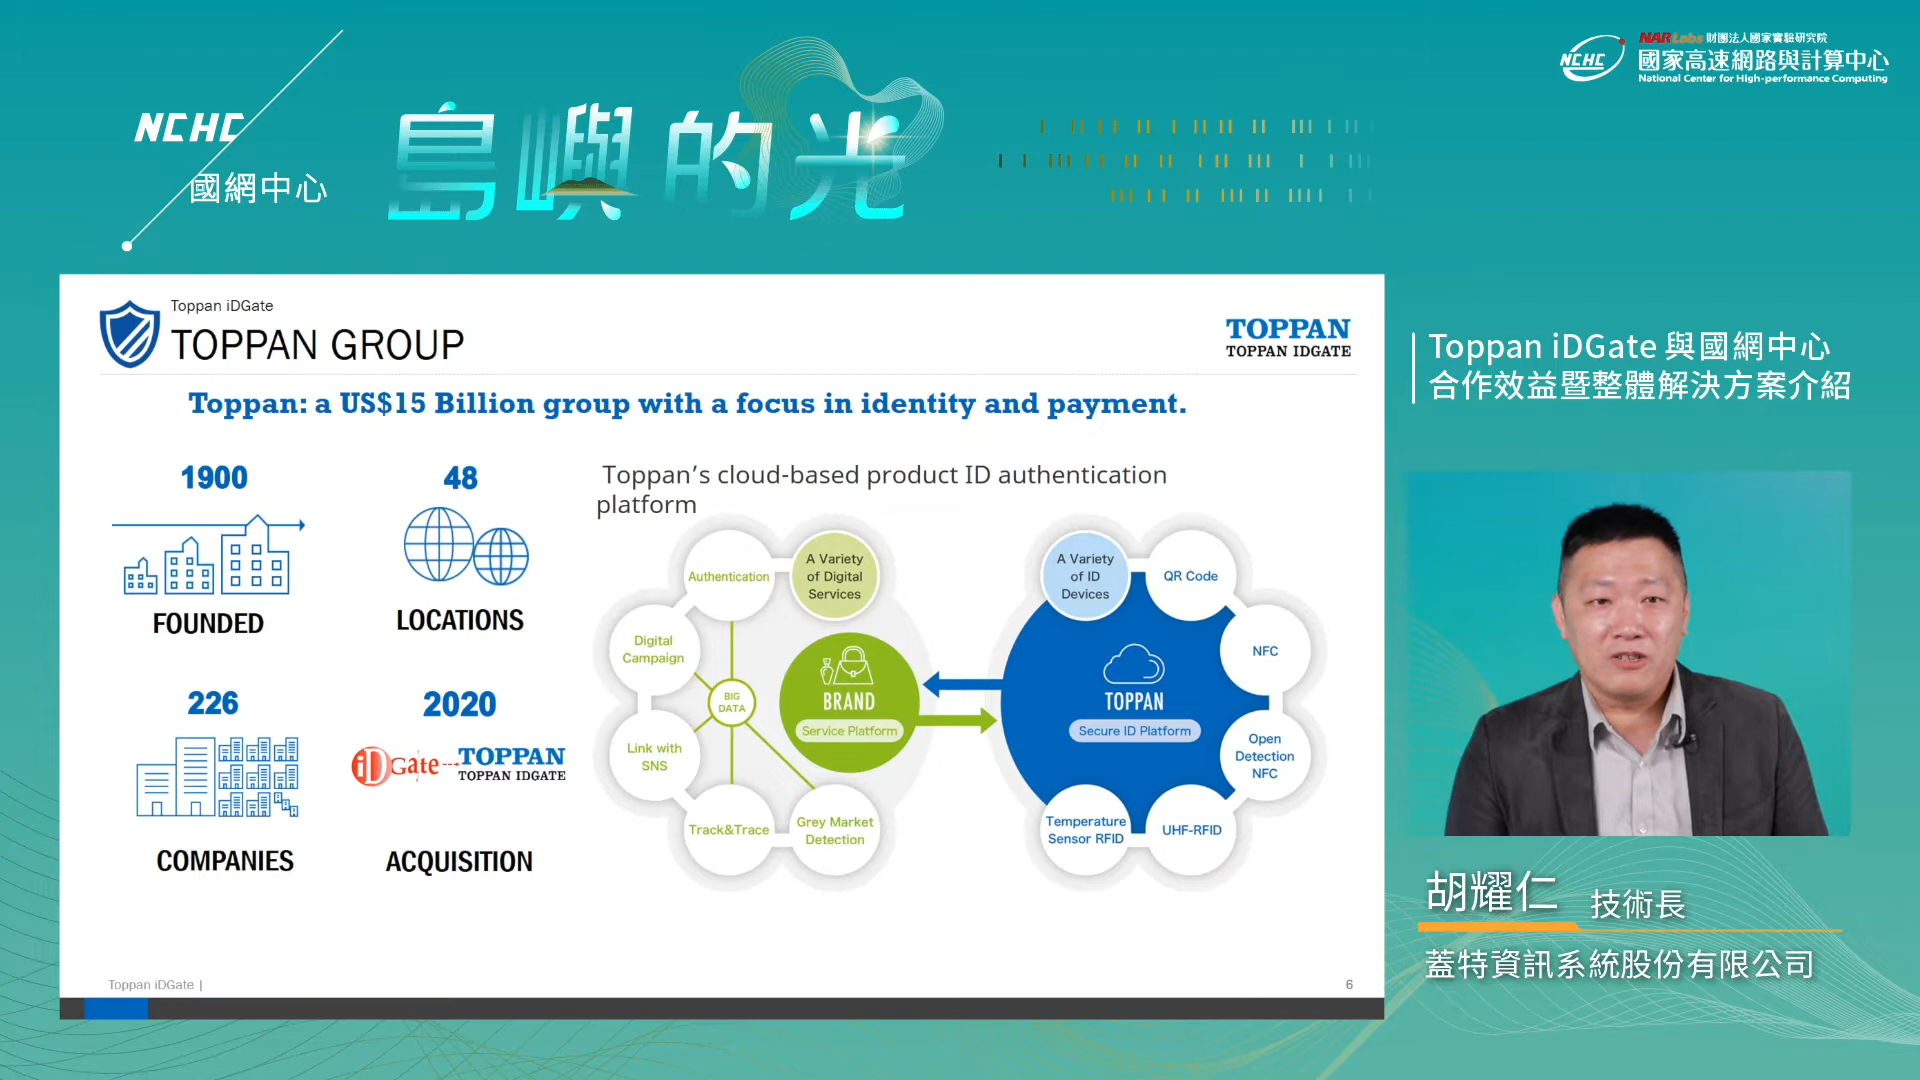 NCHC
國網中心
島嶼的光
NCHC
NARLabs 財團法人國家實驗研究院
國家高速網路與計算中心
National Center for High-performance Computing
Toppan iDGate
TOPPAN GROUP
TOPPAN
TOPPAN IDGATE
Toppan: a US$15 Billion group with a focus in identity and payment.
1900
FOUNDED
48
LOCATIONS
226
COMPANIES
2020
iDGate
TOPPAN
TOPPAN IDGATE
ACQUISITION
Toppan’s cloud-based product ID authentication
platform
Authentication
A Variety
of Digital
Services
Digital
Campaign
BIG
DATA
BRAND
Service Platform
Link with
SNS
Track&Trace
Grey Market
Detection
A Variety
of ID
Devices
QR Code
NFC
TOPPAN
Secure ID Platform
Open
Detection
NFC
Temperature
Sensor RFID
UHF-RFID
Toppan iDGate |
6
Toppan iDGate 與國網中心
合作效益暨整體解決方案介紹
胡耀仁 技術長
蓋特資訊系統股份有限公司